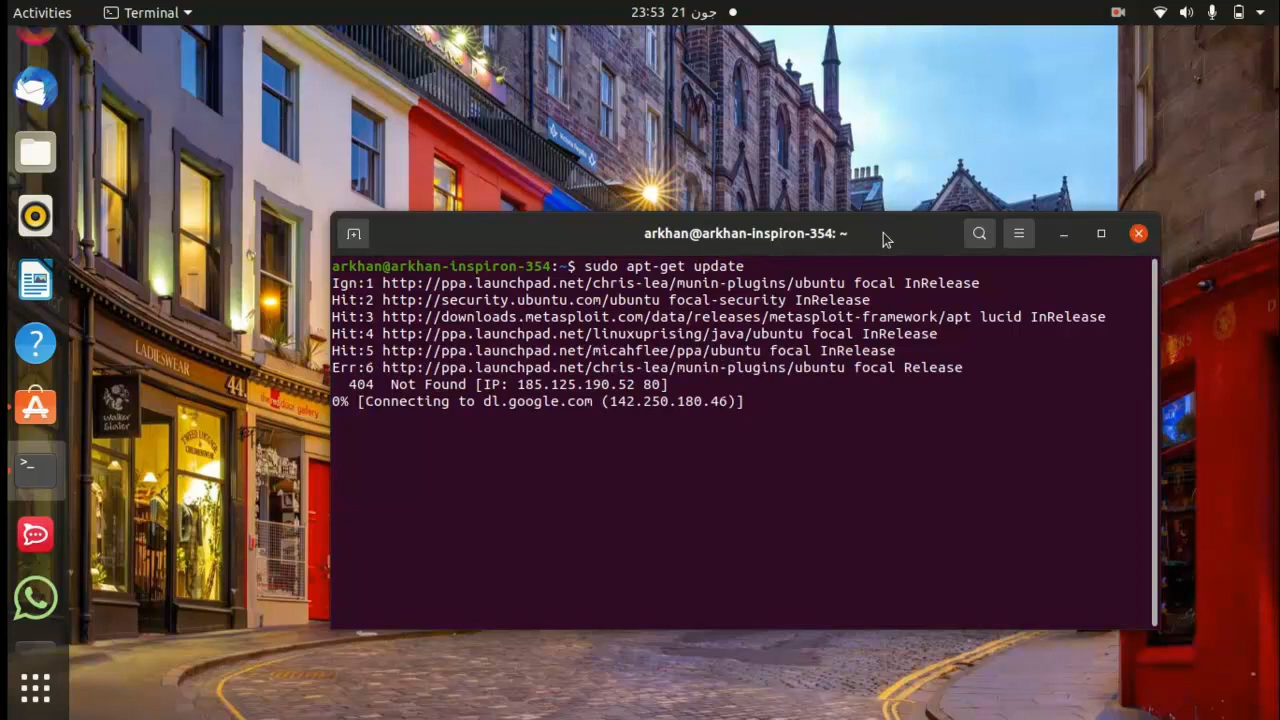 Activities
Terminal
23:53 21 جون
arkhan@arkhan-inspiron-354: ~
arkhan@arkhan-inspiron-354:~$ sudo apt-get update
Ign:1 http://ppa.launchpad.net/chris-lea/munin-plugins/ubuntu focal InRelease
Hit:2 http://security.ubuntu.com/ubuntu focal-security InRelease
Hit:3 http://downloads.metasploit.com/data/releases/metasploit-framework/apt lucid InRelease
Hit:4 http://ppa.launchpad.net/linuxuprising/java/ubuntu focal InRelease
Hit:5 http://ppa.launchpad.net/micahflee/ppa/ubuntu focal InRelease
Err:6 http://ppa.launchpad.net/chris-lea/munin-plugins/ubuntu focal Release
404 Not Found [IP: 185.125.190.52 80]
0% [Connecting to dl.google.com (142.250.180.46)]
LADIESWEAR
44
Walker
Slater